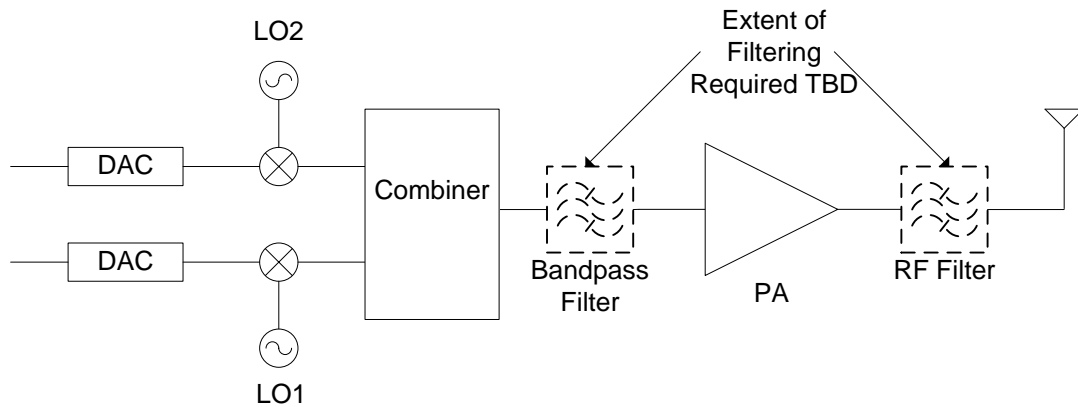 LO2
Extent of
Filtering
Required TBD
DAC
Combiner
DAC
Bandpass
Filter
PA
RF Filter
LO1